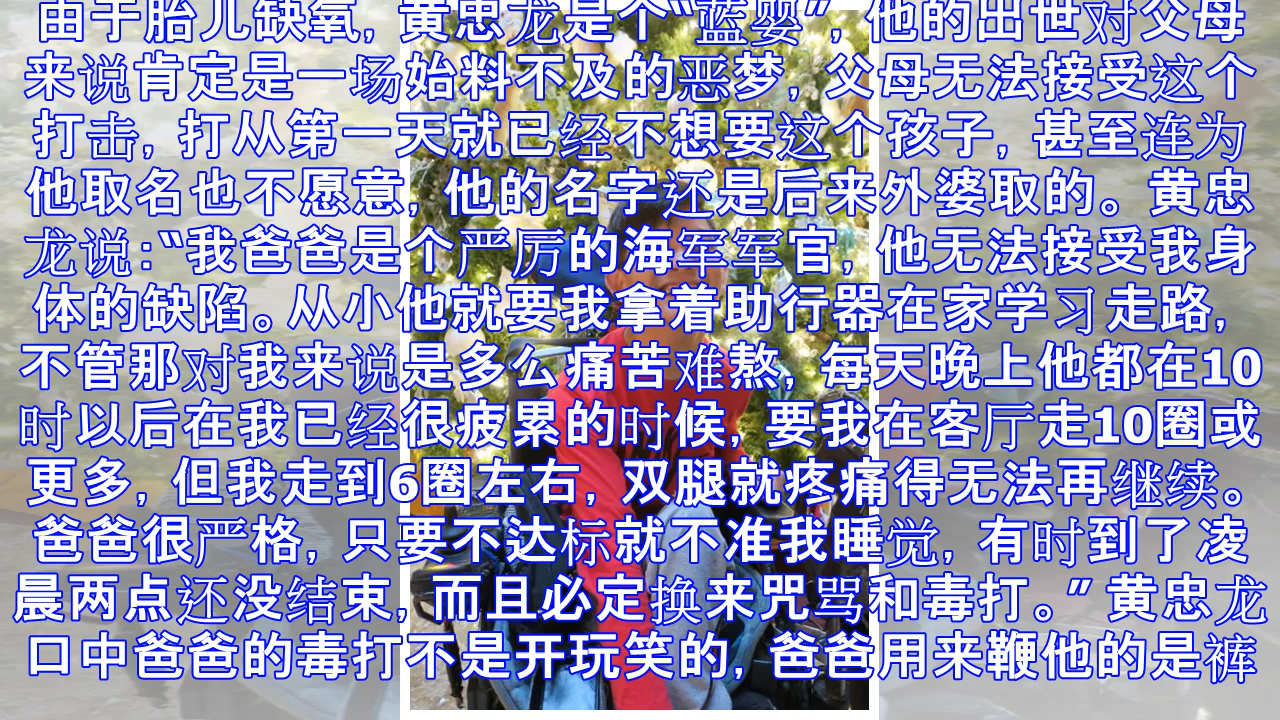 由于胎儿缺氧，黄忠龙是个“蓝婴”，他的出世对父母
来说肯定是一场始料不及的恶梦，父母无法接受这个
打击，打从第一天就已经不想要这个孩子，甚至连为
他取名也不愿意，他的名字还是后来外婆取的。黄忠
龙说：“我爸爸是个严厉的海军军官，他无法接受我身
体的缺陷。从小他就要我拿着助行器在家学习走路，
不管那对我来说是多么痛苦难熬，每天晚上他都在10
时以后在我已经很疲累的时候，要我在客厅走10圈或
更多，但我走到6圈左右，双腿就疼痛得无法再继续。
爸爸很严格，只要不达标就不准我睡觉，有时到了凌
晨两点还没结束，而且必定换来咒骂和毒打。”黄忠龙
口中爸爸的毒打不是开玩笑的，爸爸用来鞭他的是裤